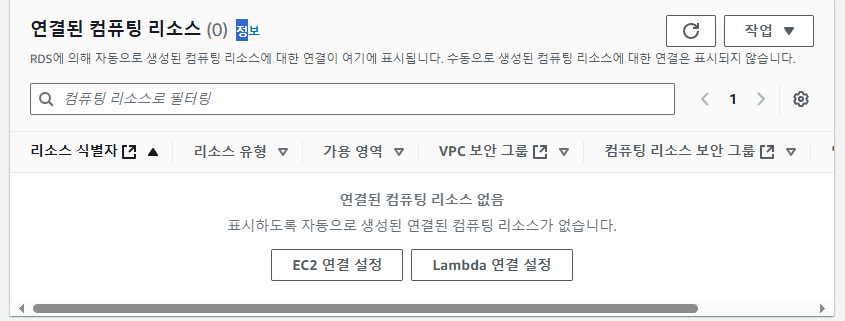 연결된 컴퓨팅 리소스 (0) 정보
작업
RDS에 의해 자동으로 생성된 컴퓨팅 리소스에 대한 연결이 여기에 표시됩니다. 수동으로 생성된 컴퓨팅 리소스에 대한 연결은 표시되지 않습니다.
컴퓨팅 리소스로 필터링
1
리소스 식별자 리소스 유형 가용 영역 VPC 보안 그룹 컴퓨팅 리소스 보안 그룹
연결된 컴퓨팅 리소스 없음
표시하도록 자동으로 생성된 연결된 컴퓨팅 리소스가 없습니다.
EC2 연결 설정 Lambda 연결 설정